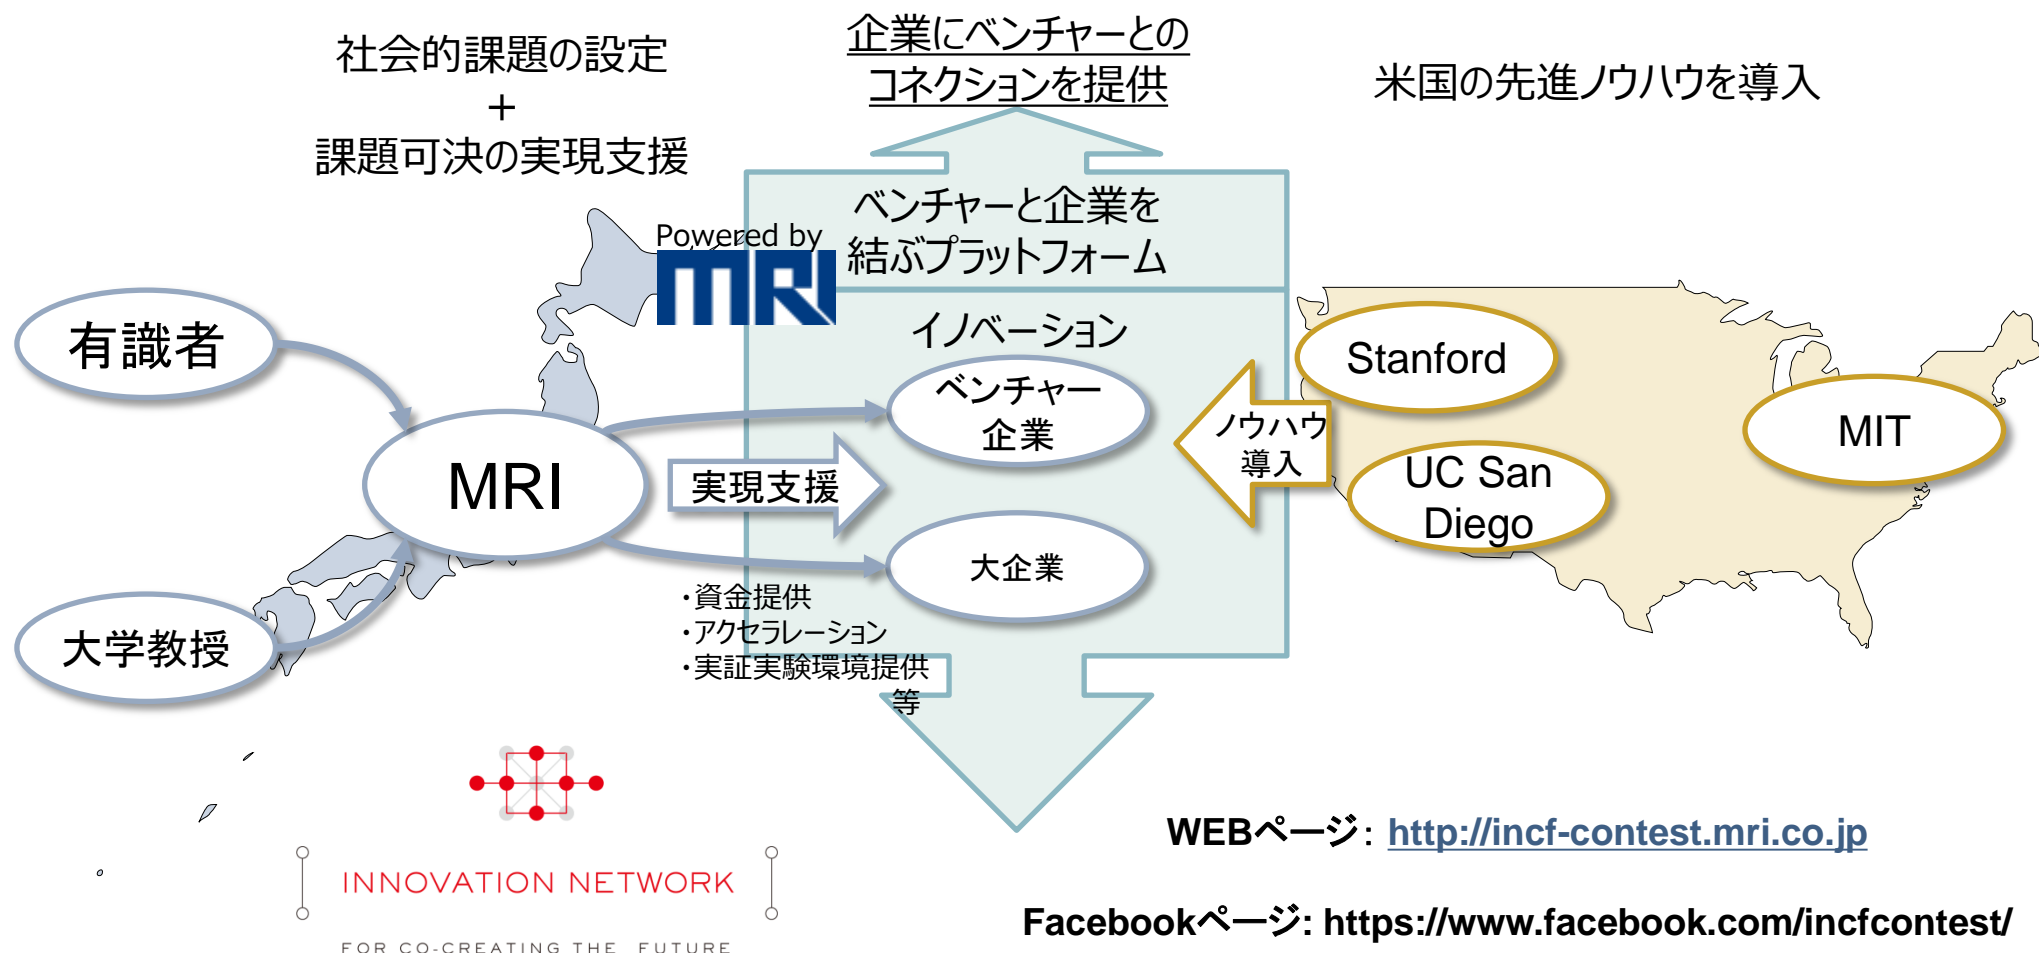 社会的課題の設定
+
課題可決の実現支援
企業にベンチャーとの
コネクションを提供
米国の先進ノウハウを導入
ベンチャーと企業を
結ぶプラットフォーム
Powered by
MRI
イノベーション
有識者
大学教授
MRI
実現支援
ベンチャー
企業
大企業
・資金提供
・アクセラレーション
・実証実験環境提供
等
ノウハウ
導入
Stanford
UC San
Diego
MIT
INNOVATION NETWORK
FOR CO-CREATING THE FUTURE
WEBページ: http://incf-contest.mri.co.jp
Facebookページ: https://www.facebook.com/incfcontest/